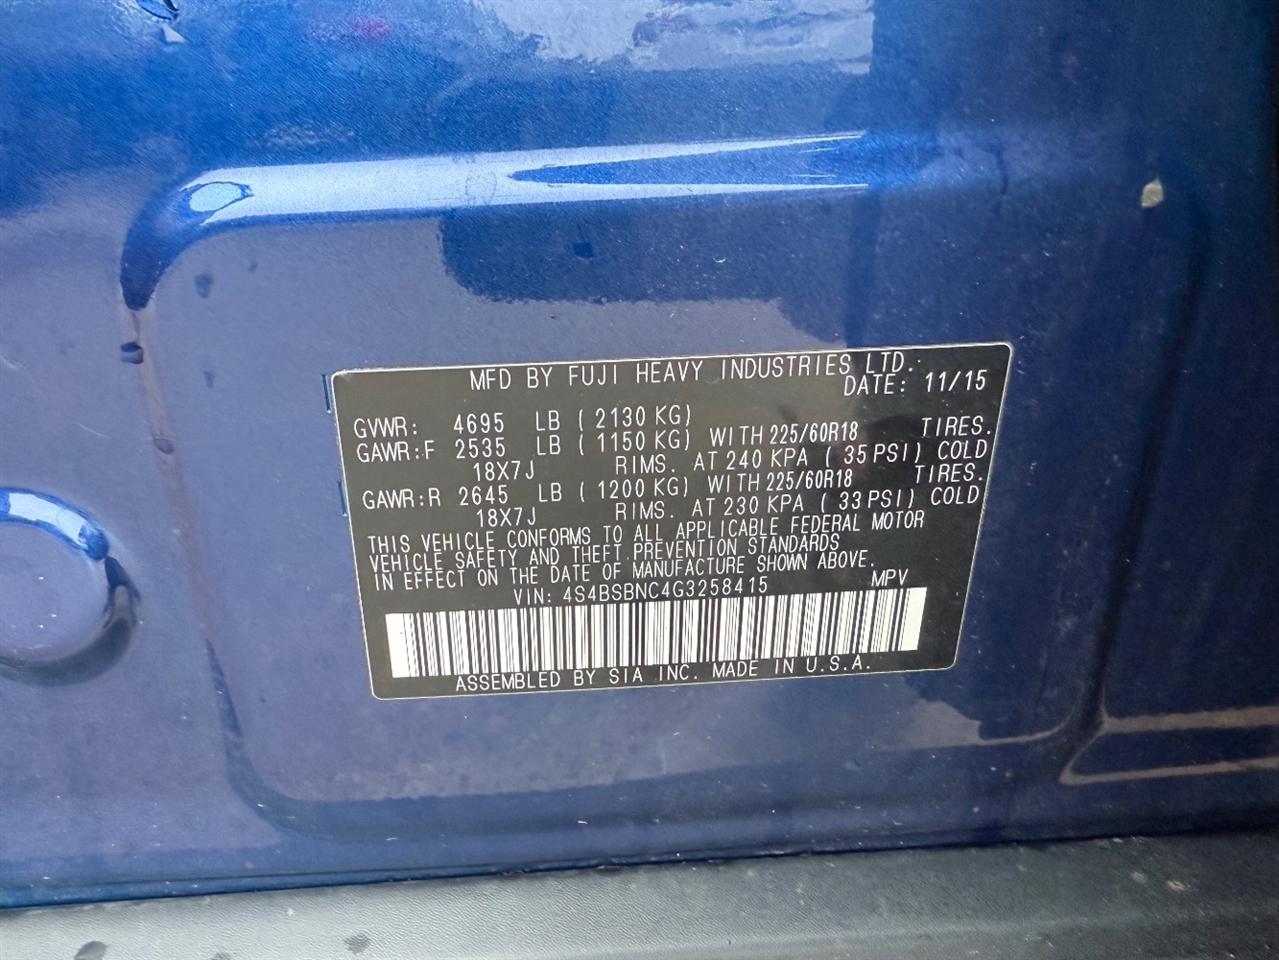 MFD BY FUJI HEAVY INDUSTRIES LTD.
DATE: 11/15
GVWR: 4695 LB ( 2130 KG)
GAWR:F 2535 LB ( 1150 KG) WITH 225/60R18 TIRES.
18X7J RIMS. AT 240 KPA ( 35 PSI) COLD
GAWR:R 2645 LB ( 1200 KG) WITH 225/60R18 TIRES.
18X7J RIMS. AT 230 KPA ( 33 PSI) COLD
THIS VEHICLE CONFORMS TO ALL APPLICABLE FEDERAL MOTOR
VEHICLE SAFETY AND THEFT PREVENTION STANDARDS
IN EFFECT ON THE DATE OF MANUFACTURE SHOWN ABOVE.
VIN: 4S4BSBNC4G3258415 MPV
ASSEMBLED BY SIA INC. MADE IN U.S.A.